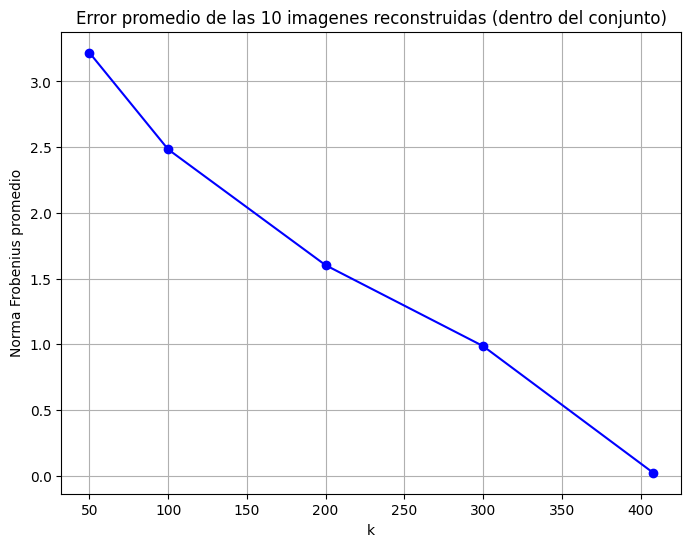 Error promedio de las 10 imagenes reconstruidas (dentro del conjunto)
Norma Frobenius promedio
3.0
2.5
2.0
1.5
1.0
0.5
0.0
50 100 150 200 250 300 350 400
k